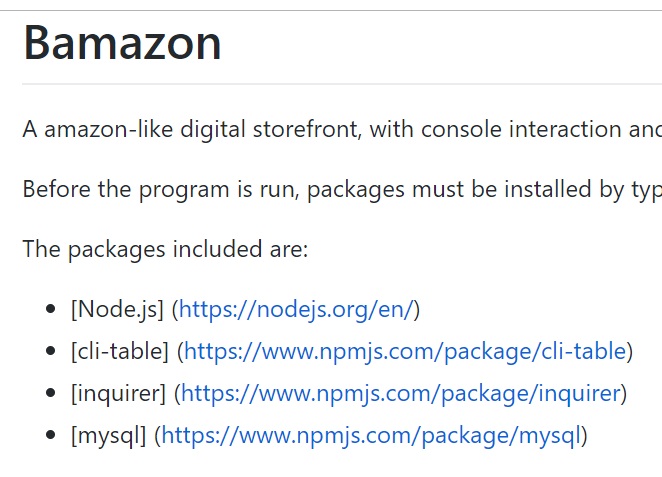 Bamazon
A amazon-like digital storefront, with console interaction and
Before the program is run, packages must be installed by typ
The packages included are:
[Node.js] (https://nodejs.org/en/)
[cli-table] (https://www.npmjs.com/package/cli-table)
[inquirer] (https://www.npmjs.com/package/inquirer)
[mysql] (https://www.npmjs.com/package/mysql)